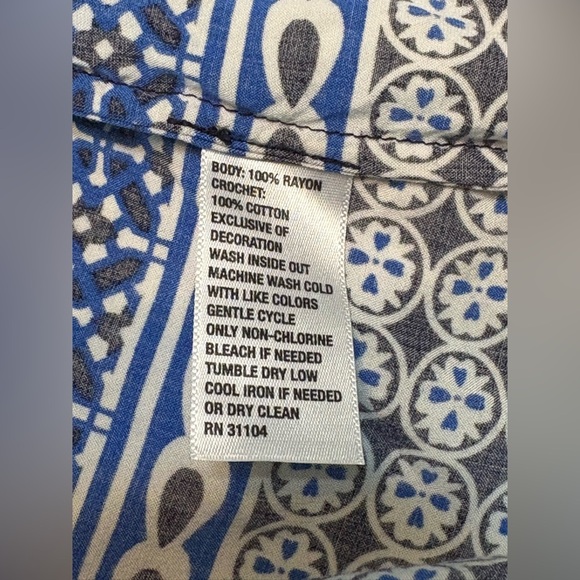 BODY: 100% RAYON
CROCHET:
100% COTTON
EXCLUSIVE OF
DECORATION
WASH INSIDE OUT
MACHINE WASH COLD
WITH LIKE COLORS
GENTLE CYCLE
ONLY NON-CHLORINE
BLEACH IF NEEDED
TUMBLE DRY LOW
COOL IRON IF NEEDED
OR DRY CLEAN
RN 31104